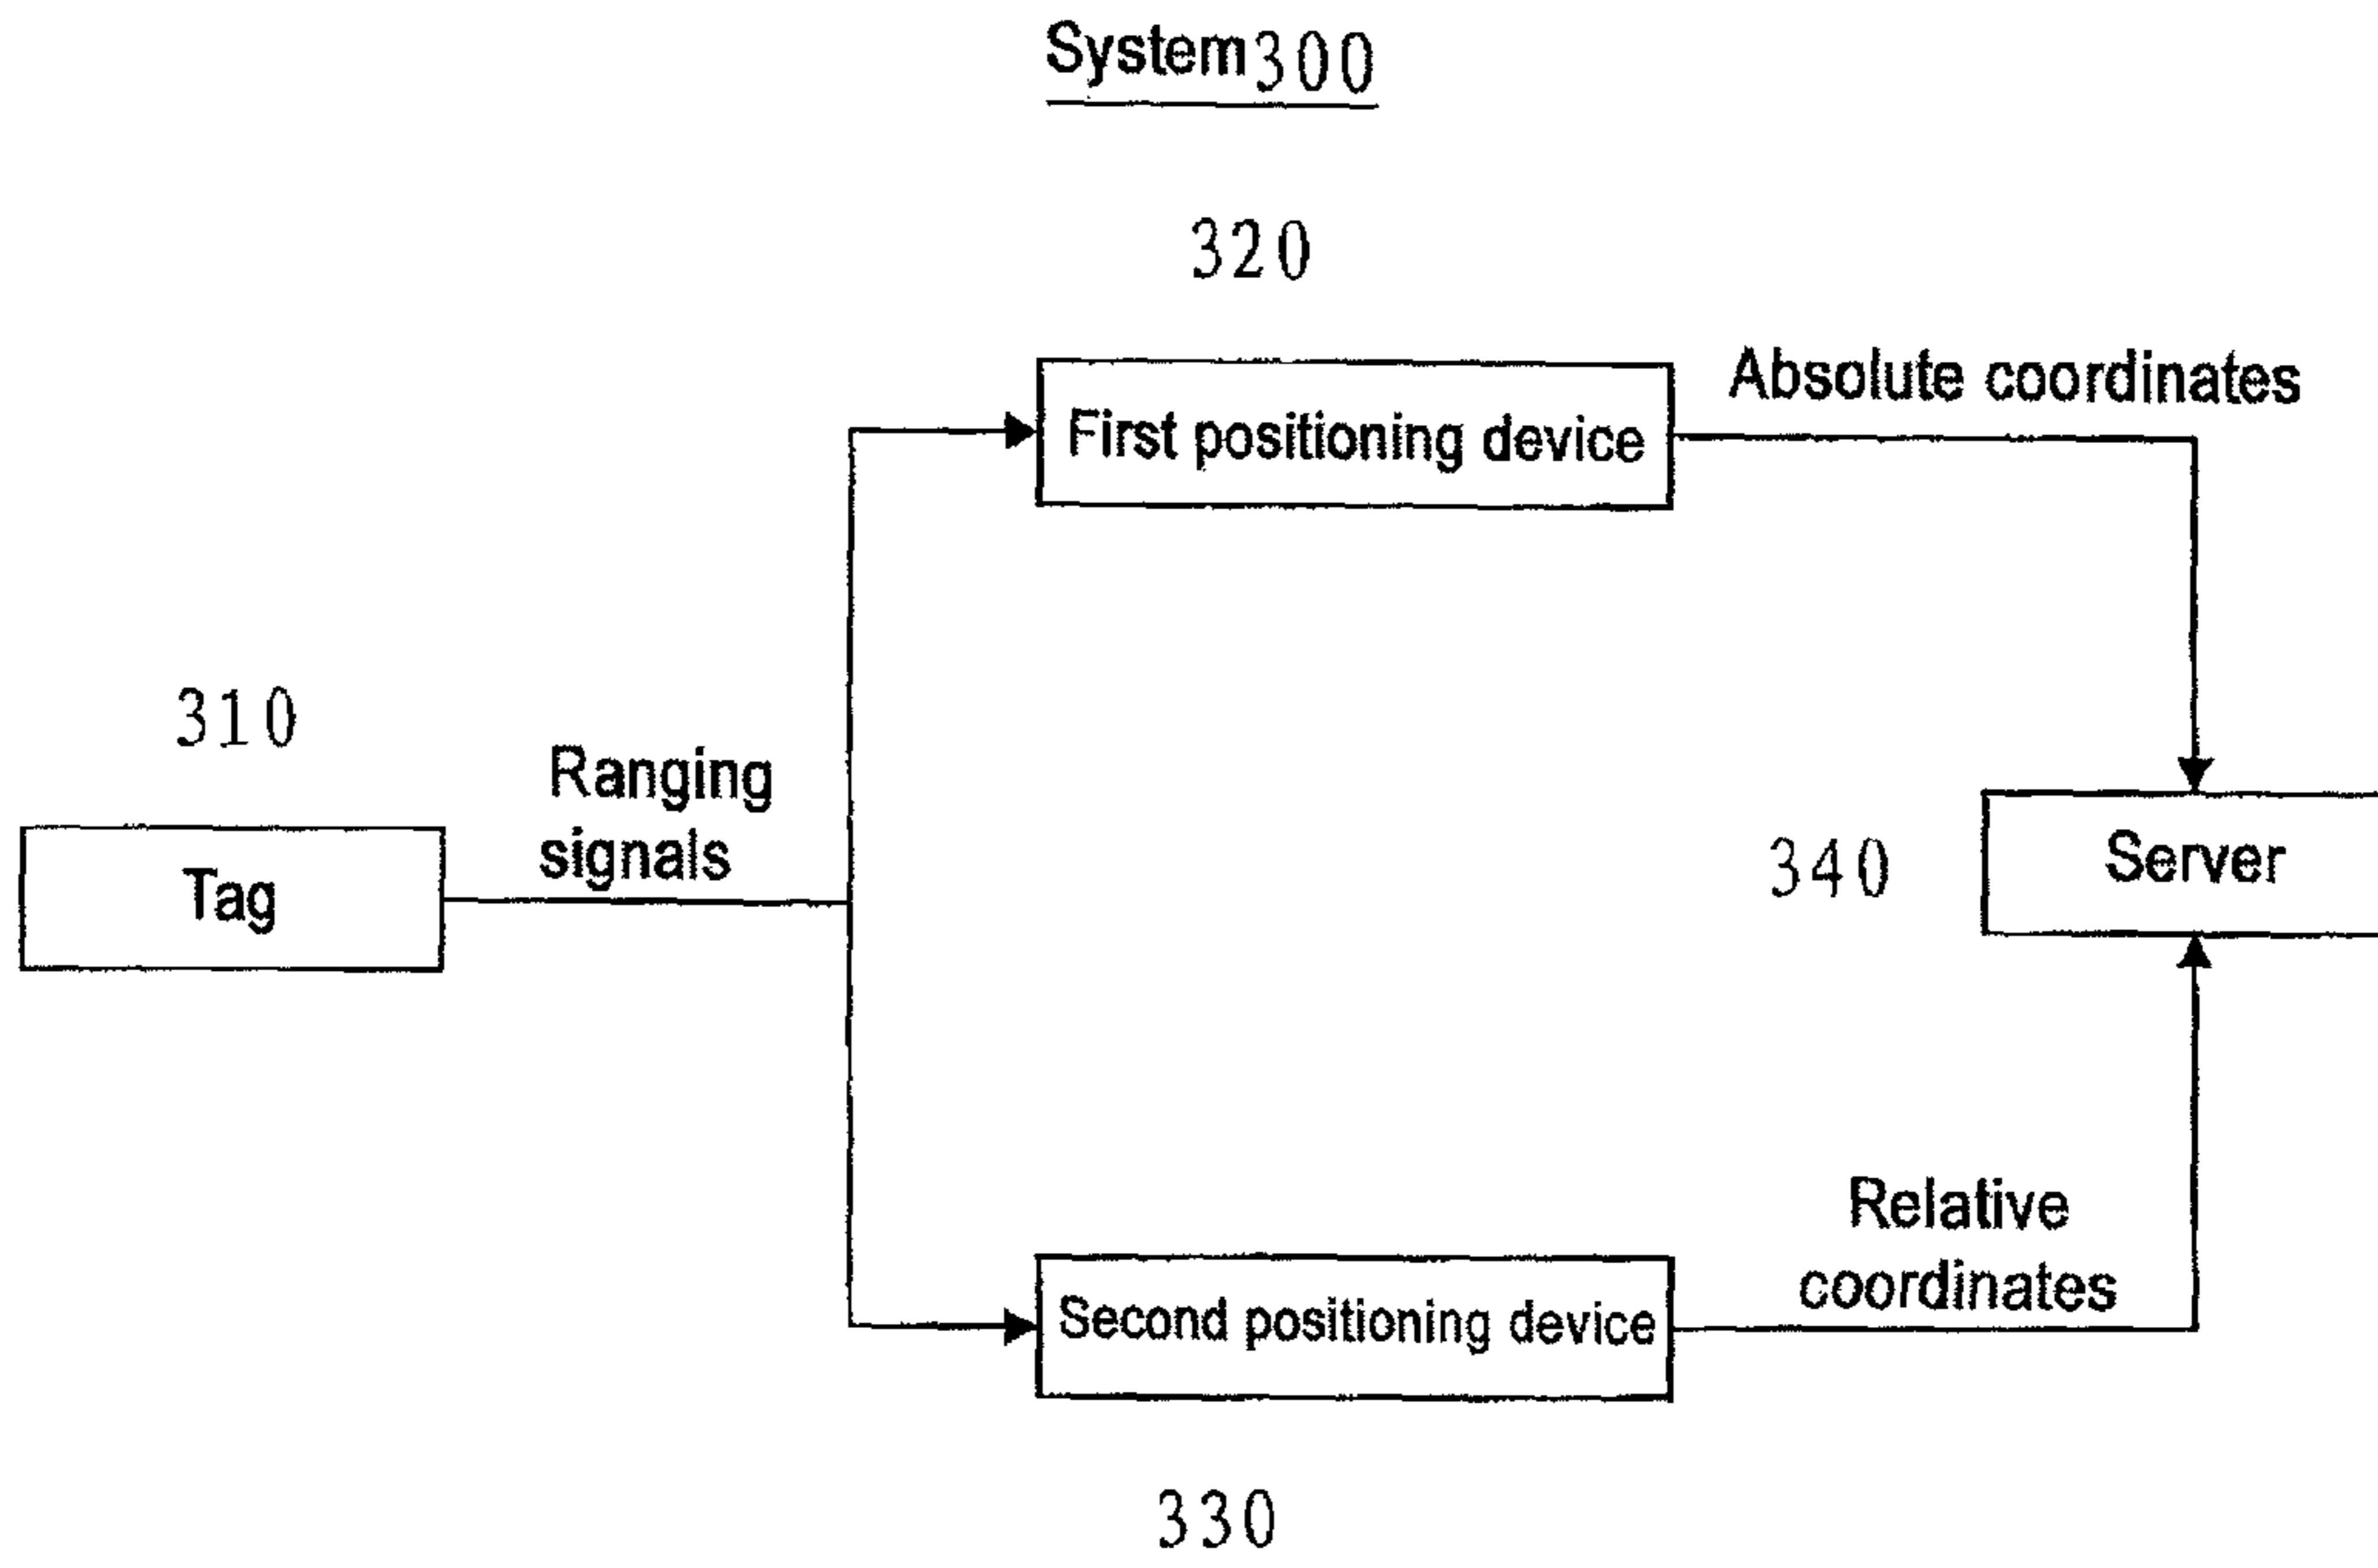 System300
320
First positioning device
Absolute coordinates
310
Ranging
signals
Tag
340
Server
Relative
coordinates
Second positioning device
330